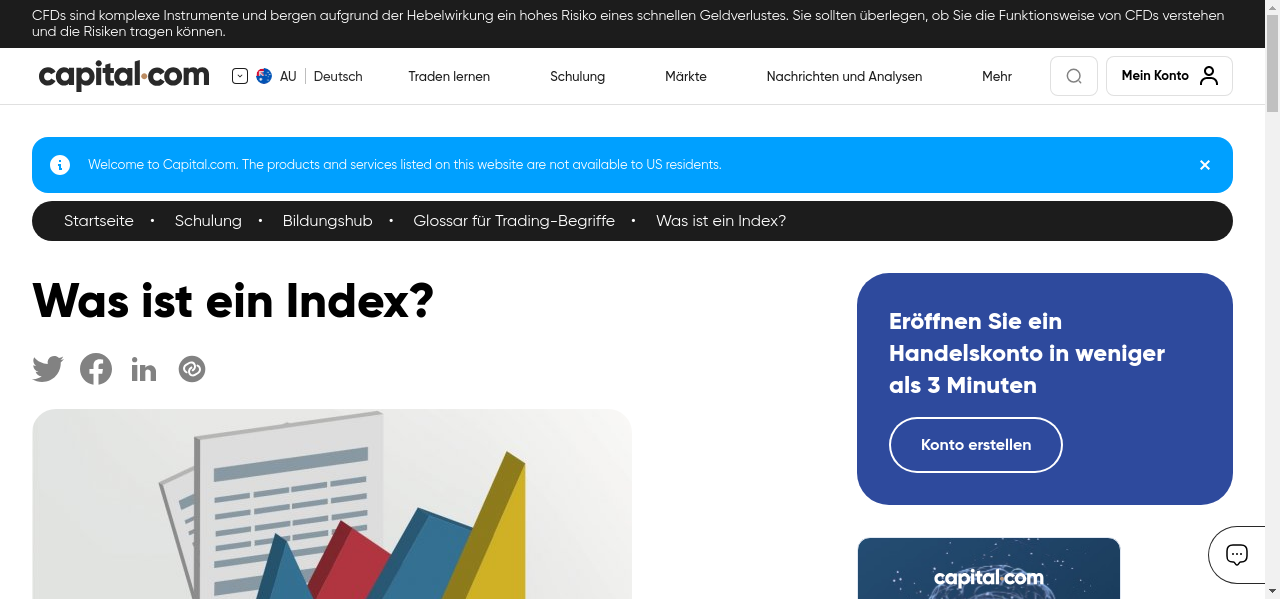 CFDs sind komplexe Instrumente und bergen aufgrund der Hebelwirkung ein hohes Risiko eines schnellen Geldverlustes. Sie sollten überlegen, ob Sie die Funktionsweise von CFDs verstehen
und die Risiken tragen können.
capital.com
AU
Deutsch
Traden lernen
Schulung
Märkte
Nachrichten und Analysen
Mehr
Mein Konto
Welcome to Capital.com. The products and services listed on this website are not available to US residents.
Startseite • Schulung • Bildungshub • Glossar für Trading-Begriffe • Was ist ein Index?
Was ist ein Index?
Eröffnen Sie ein
Handelskonto in weniger
als 3 Minuten
Konto erstellen
capital.com